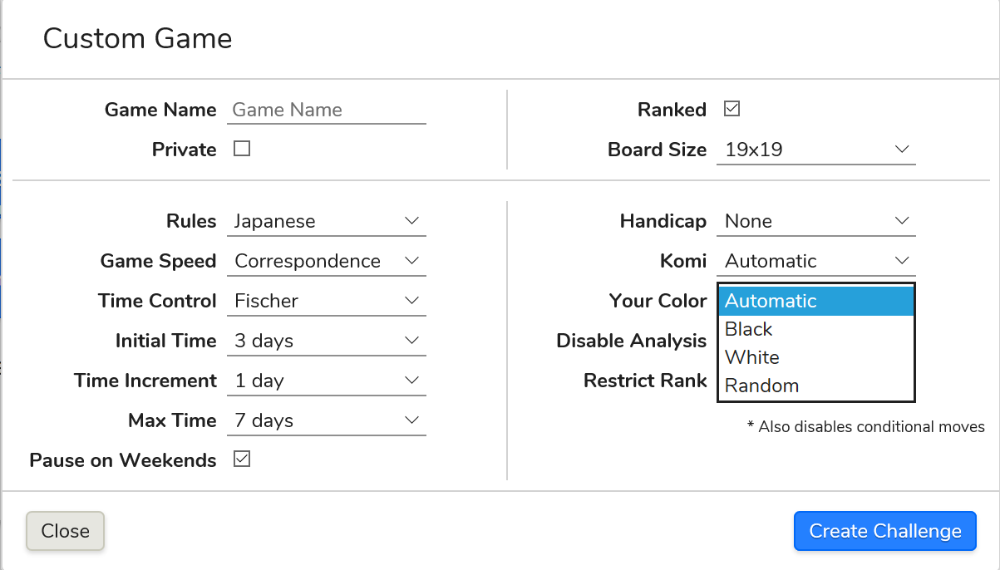 Custom Game
Game Name Game Name
Private
Ranked
Board Size 19x19
Rules Japanese
Game Speed Correspondence
Time Control Fischer
Initial Time 3 days
Time Increment 1 day
Max Time 7 days
Pause on Weekends
Handicap None
Komi Automatic
Your Color Automatic
Black
White
Random
Disable Analysis
Restrict Rank
* Also disables conditional moves
Close
Create Challenge